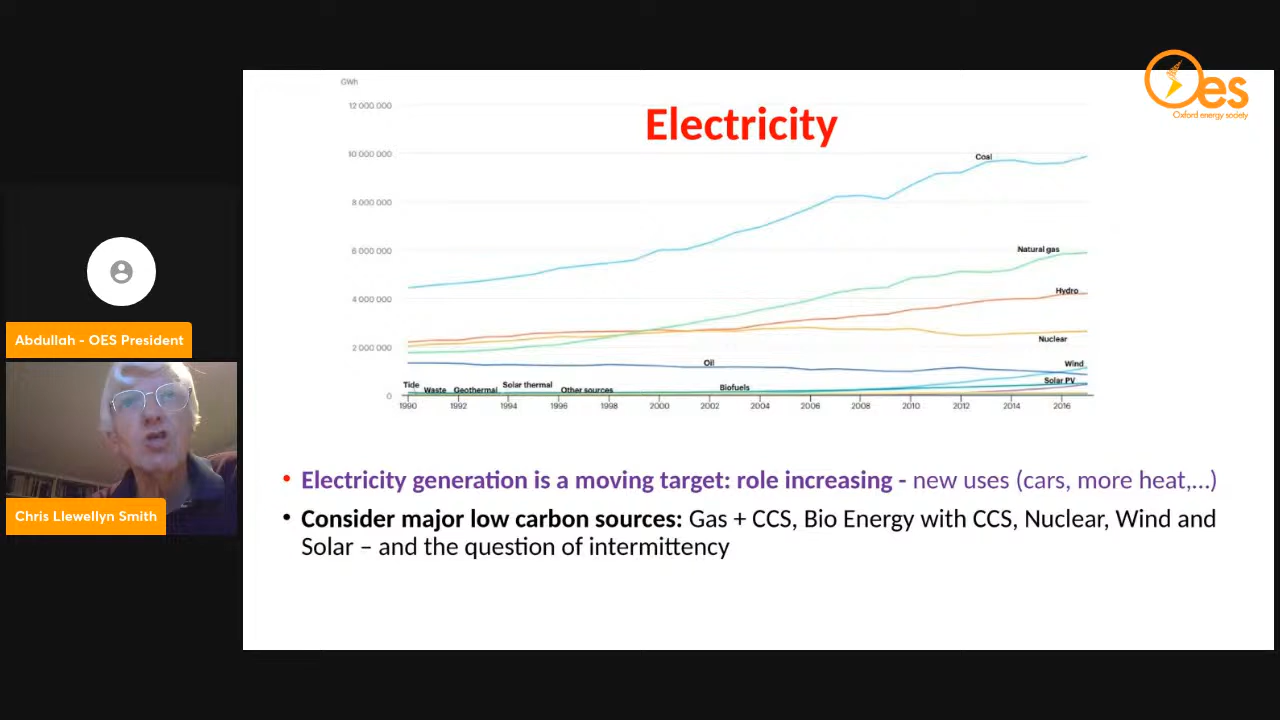 Oes
Oxford energy society
GWh
Electricity
12 000 000
10 000 000
8 000 000
6 000 000
4 000 000
2 000 000
0
Coal
Natural gas
Hydro
Nuclear
Oil
Wind
Solar PV
Tide
Waste
Geothermal
Solar thermal
Other sources
Biofuels
1990 1992 1994 1996 1998 2000 2002 2004 2006 2008 2010 2012 2014 2016
Abdullah - OES President
Chris Llewellyn Smith
• Electricity generation is a moving target: role increasing - new uses (cars, more heat,...)
• Consider major low carbon sources: Gas + CCS, Bio Energy with CCS, Nuclear, Wind and
Solar – and the question of intermittency